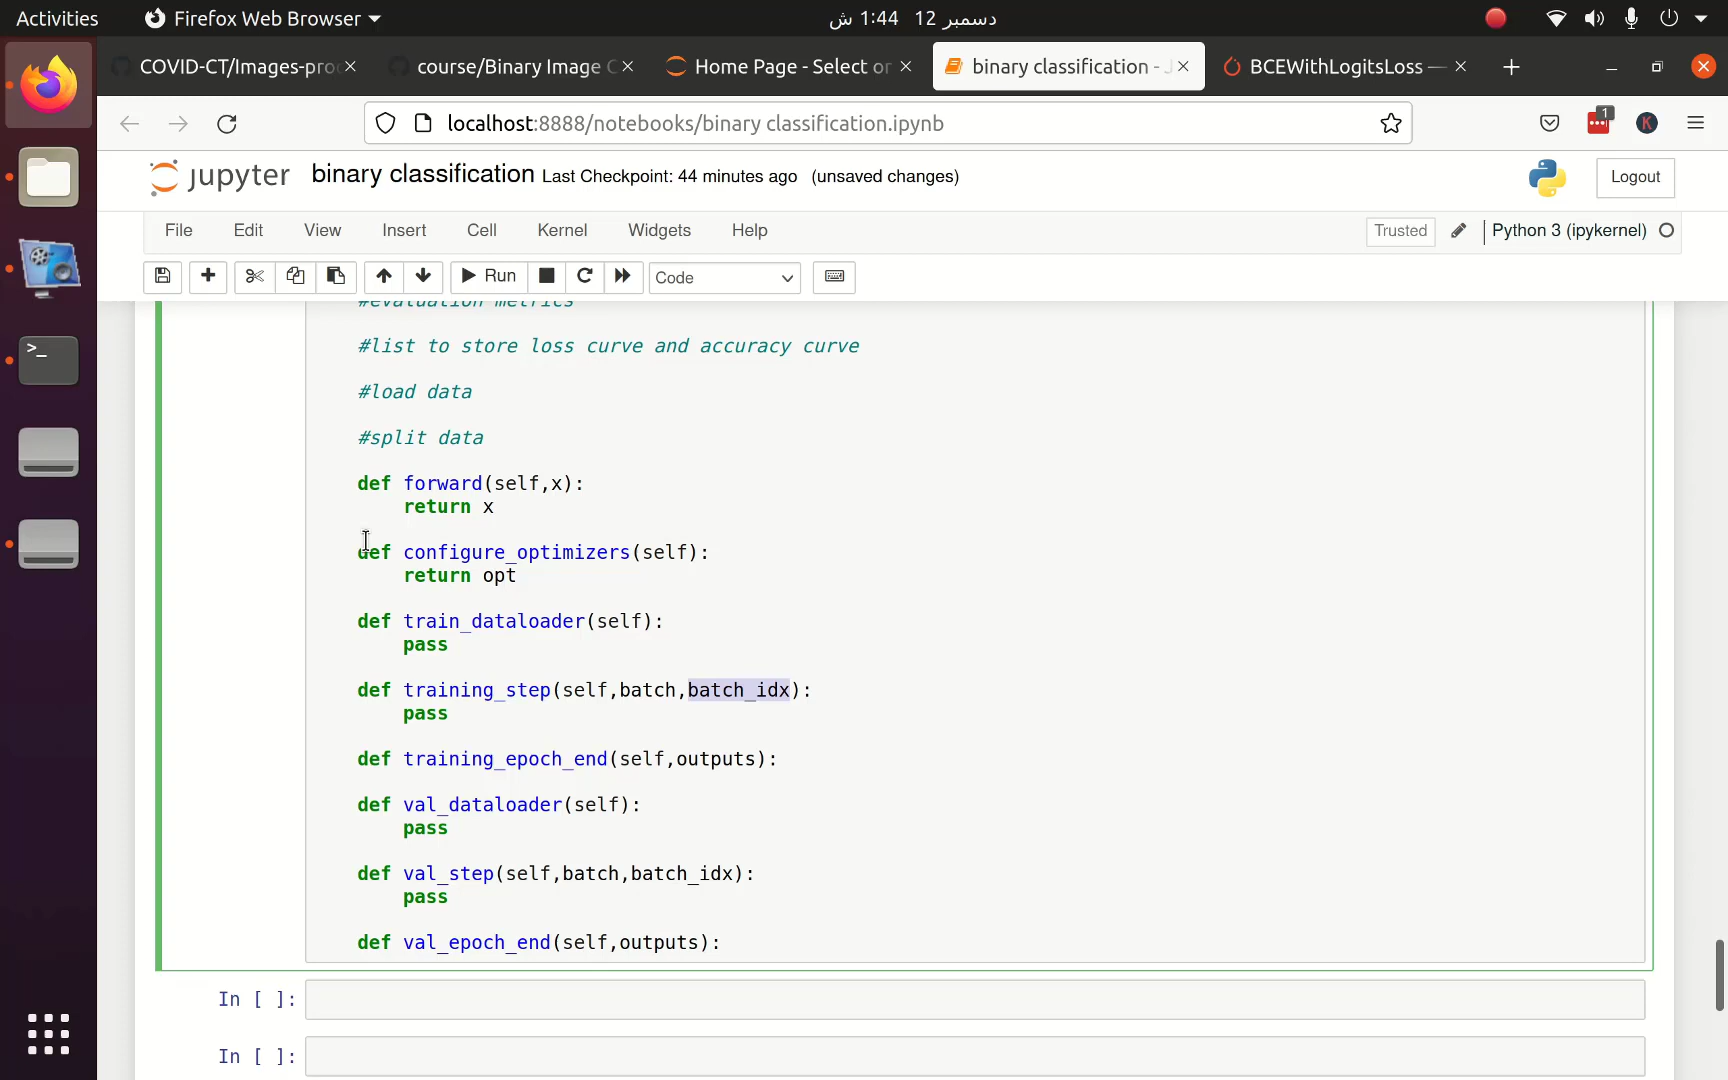 Activities
Firefox Web Browser
دسمبر 12 1:44 ش
COVID-CT/Images-pro
course/Binary Image C
Home Page - Select or
binary classification - J
BCEWithLogitsLoss —
localhost:8888/notebooks/binary classification.ipynb
1
K
jupyter
binary classification Last Checkpoint: 44 minutes ago (unsaved changes)
Logout
File Edit View Insert Cell Kernel Widgets Help
Trusted
Python 3 (ipykernel)
Run
Code
#evaluation metrics
#list to store loss curve and accuracy curve
#load data
#split data
def forward(self,x):
return x
def configure_optimizers(self):
return opt
def train_dataloader(self):
pass
def training_step(self,batch,batch_idx):
pass
def training_epoch_end(self,outputs):
def val_dataloader(self):
pass
def val_step(self,batch,batch_idx):
pass
def val_epoch_end(self,outputs):
In [ ]:
In [ ]: